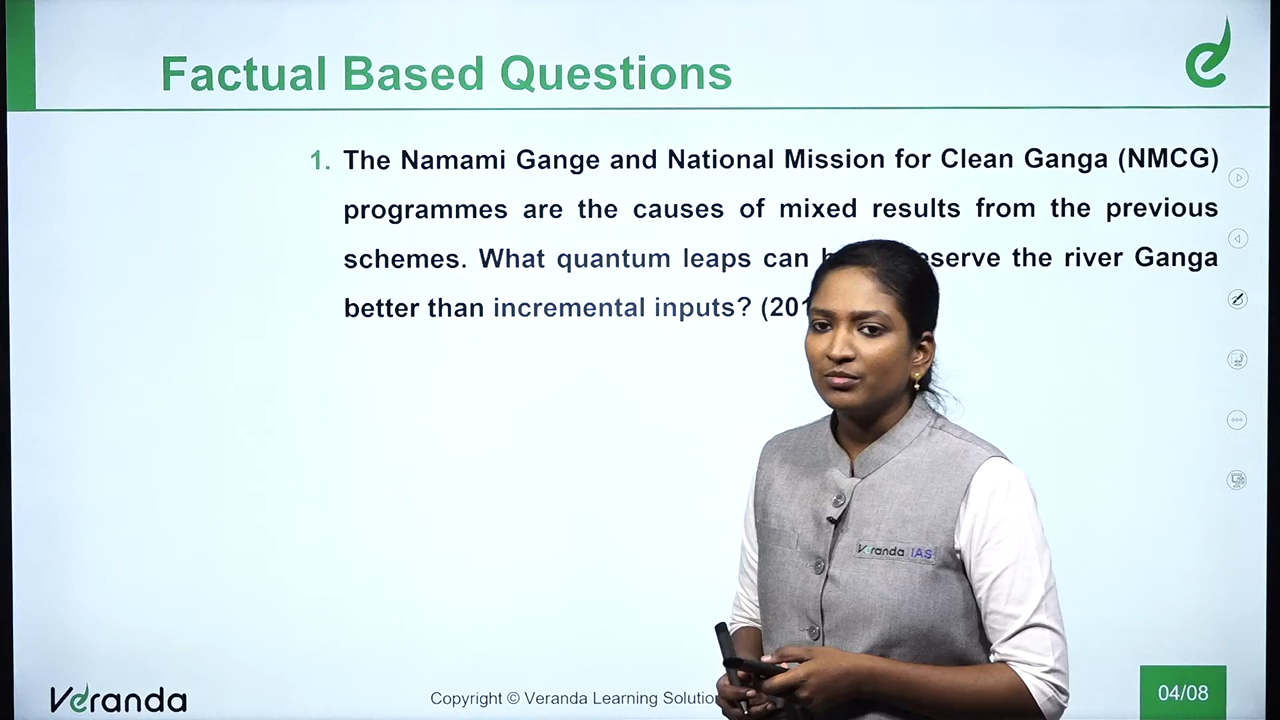 Factual Based Questions
1. The Namami Gange and National Mission for Clean Ganga (NMCG)
programmes are the causes of mixed results from the previous
schemes. What quantum leaps can the river Ganga
better than incremental inputs? (201
Veranda IAS
Veranda
Copyright © Veranda Learning
04/08